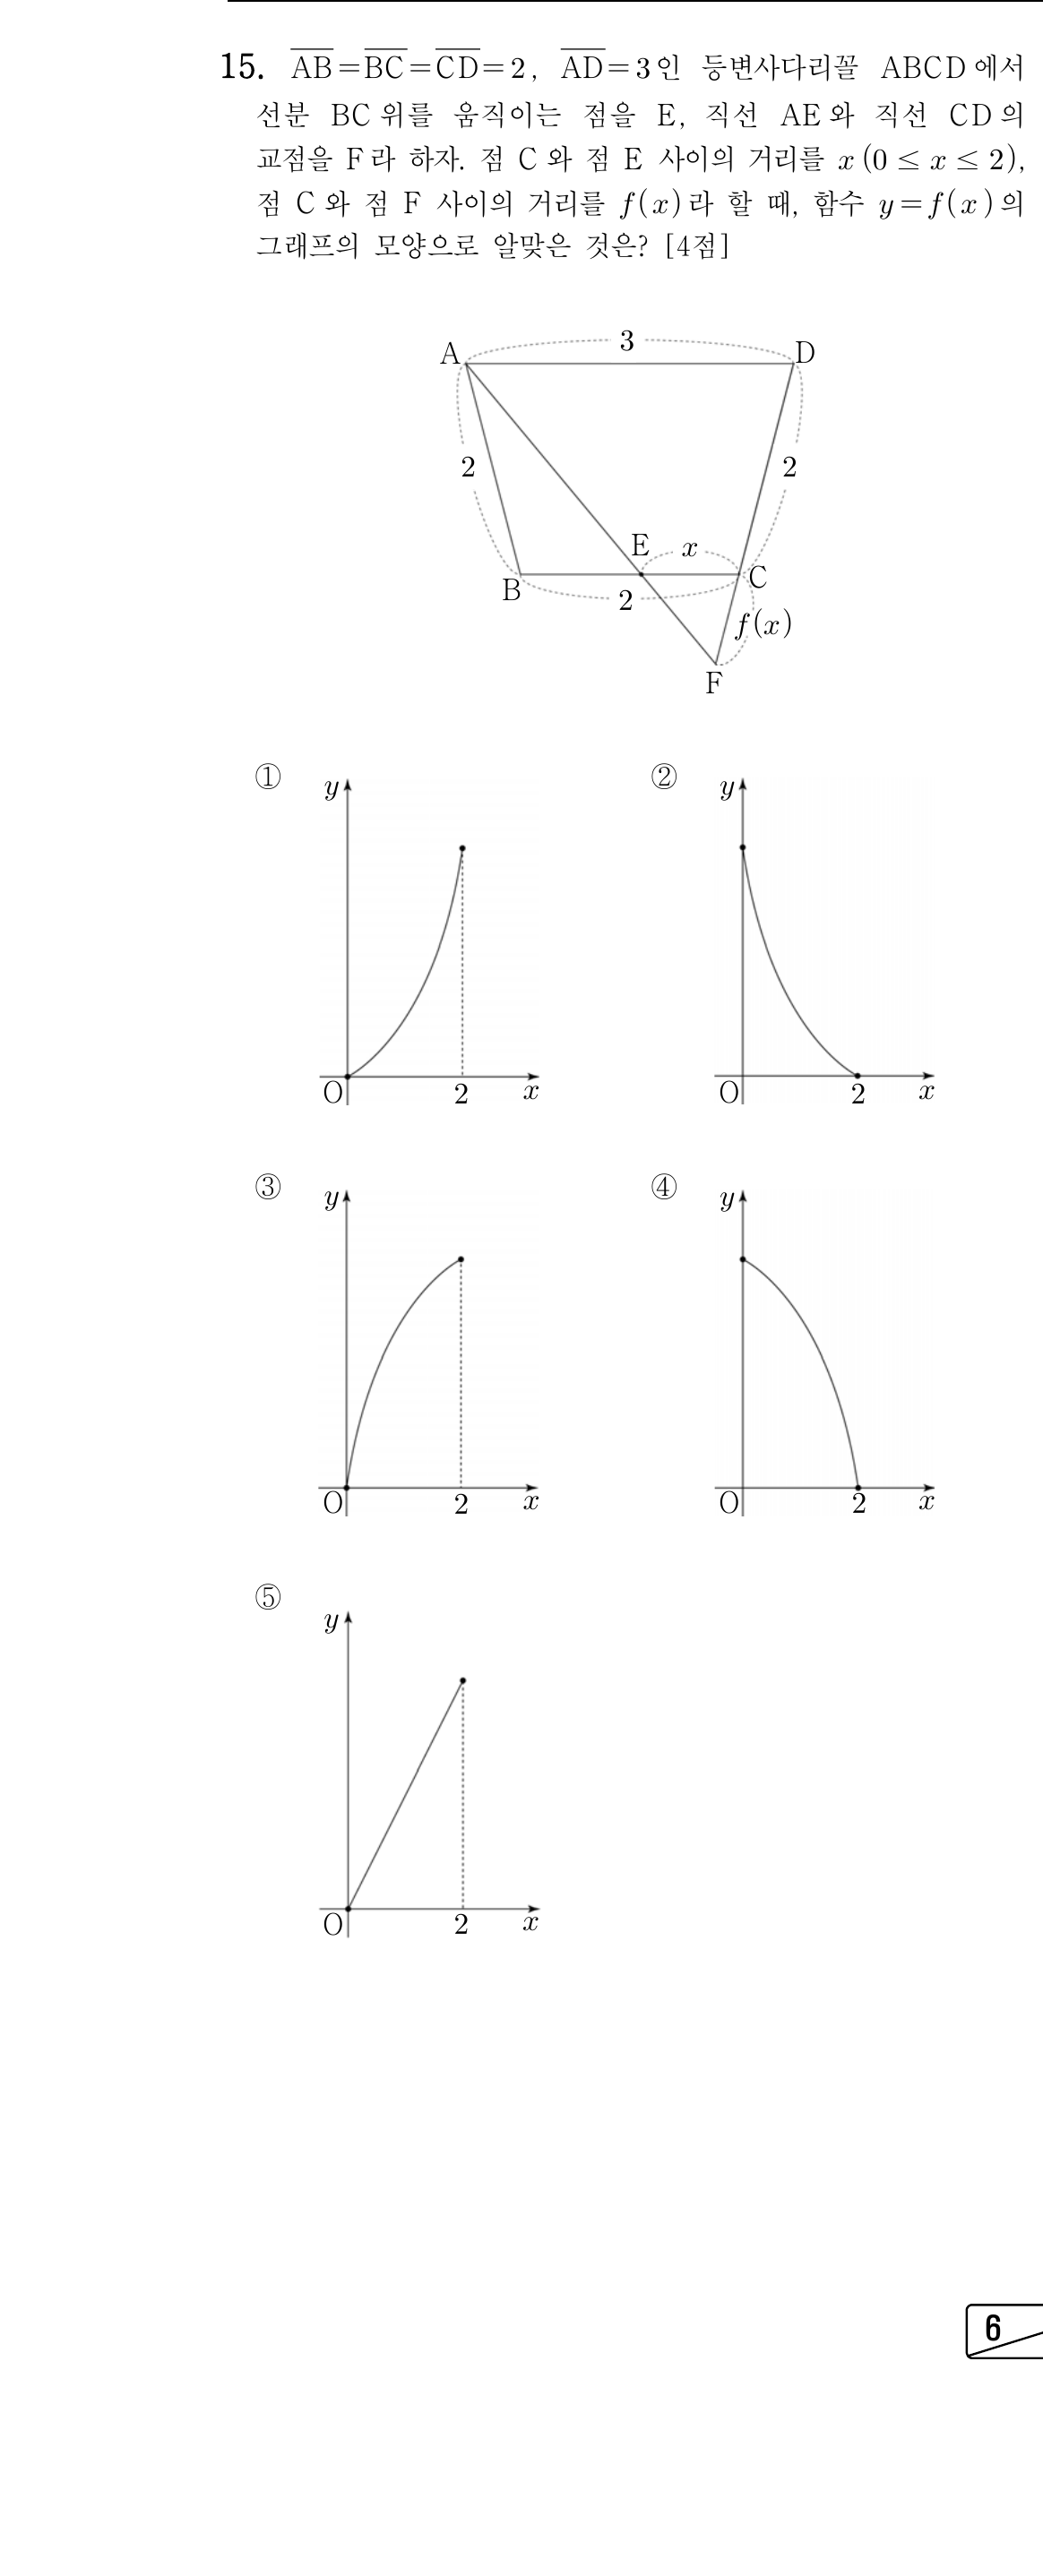 15. AB=BC=CD=2, AD=3인 등변사다리꼴 ABCD에서
선분 BC 위를 움직이는 점을 E, 직선 AE와 직선 CD의
교점을 F라 하자. 점 C와 점 E 사이의 거리를 x (0 ≤ x ≤ 2),
점 C와 점 F 사이의 거리를 f(x)라 할 때, 함수 y=f(x)의
그래프의 모양으로 알맞은 것은? [4점]
A 3 D
2 2
E x
B 2 C
f(x)
F
① y ② y
O 2 x O 2 x
③ y ④ y
O 2 x O 2 x
⑤ y
O 2 x
6